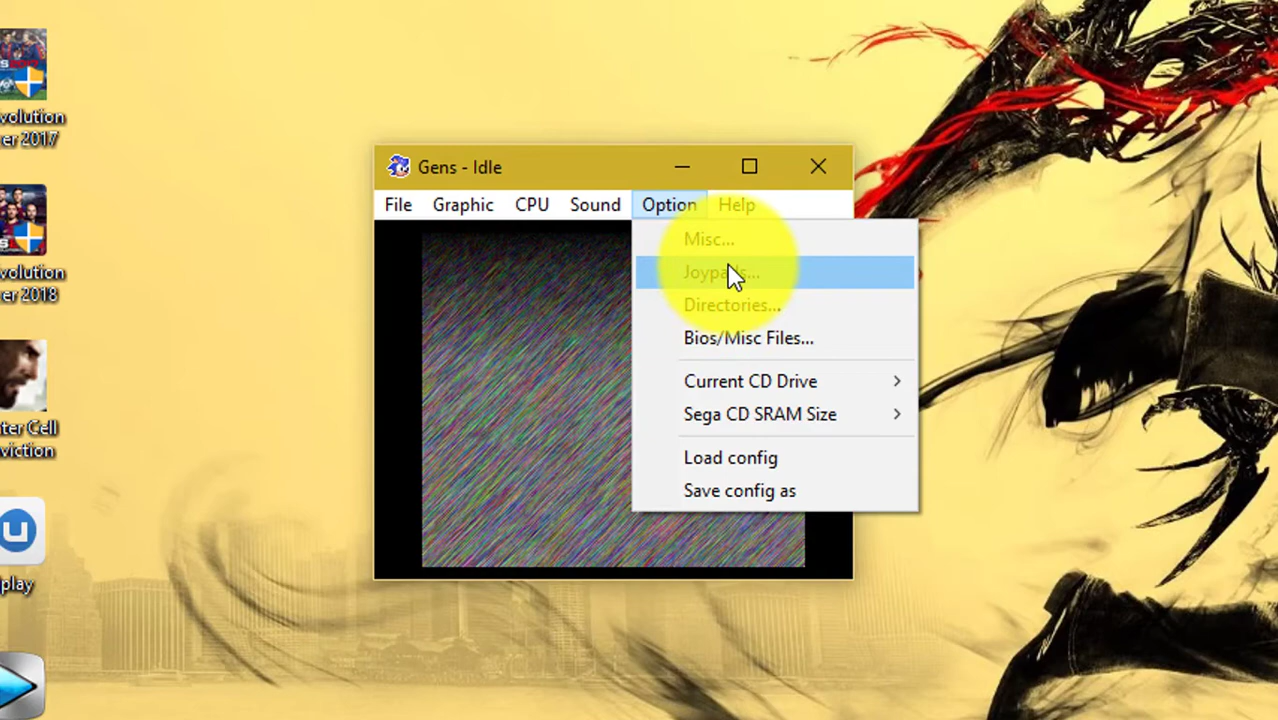 volution
er 2017
volution
er 2018
ter Cell
viction
play
Gens - Idle
File Graphic CPU Sound Option Help
Misc...
Joypads...
Directories...
Bios/Misc Files...
Current CD Drive
Sega CD SRAM Size
Load config
Save config as